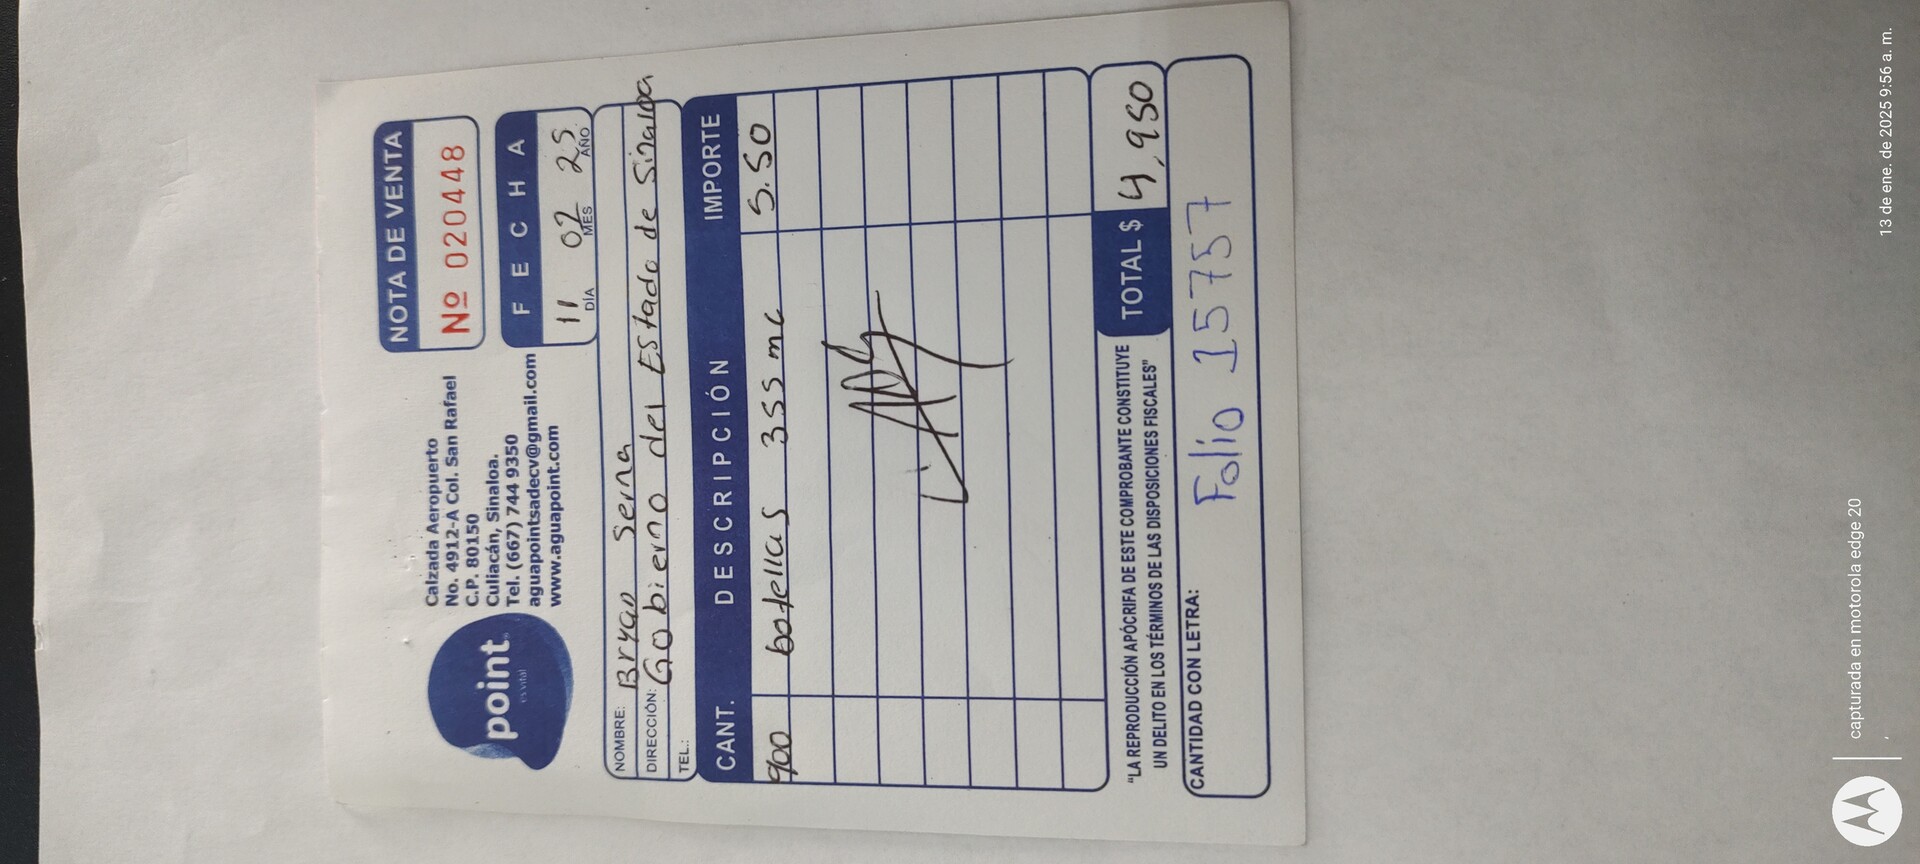 point
es vital
Calzada Aeropuerto
No. 4912-A Col. San Rafael
C.P. 80150
Culiacán, Sinaloa.
Tel. (667) 744 9350
aguapointsadecv@gmail.com
www.aguapoint.com
NOTA DE VENTA
Nº 020448
FECHA
11 02 25
DÍA MES AÑO
NOMBRE: Bryan Serna
DIRECCIÓN: Gobierno del Estado de Sinaloa
TEL.:
CANT. DESCRIPCIÓN IMPORTE
900 botellas 355 mL 5.50
"LA REPRODUCCIÓN APÓCRIFA DE ESTE COMPROBANTE CONSTITUYE
UN DELITO EN LOS TÉRMINOS DE LAS DISPOSICIONES FISCALES"
TOTAL $ 4,950
CANTIDAD CON LETRA:
Folio 15757
capturada en motorola edge 20
13 de ene. de 2025 9:56 a. m.